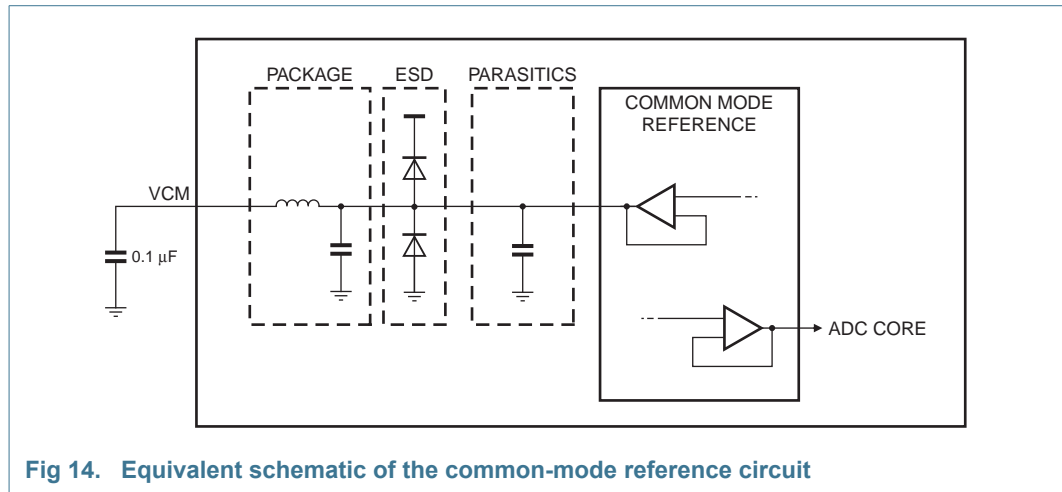 PACKAGE ESD PARASITICS
COMMON MODE
REFERENCE
VCM
0.1 μF
ADC CORE
Fig 14. Equivalent schematic of the common-mode reference circuit